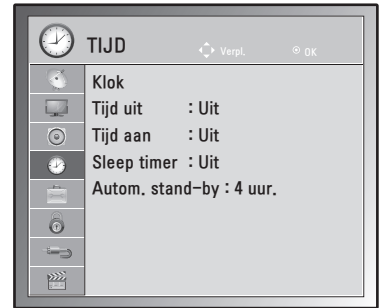 TIJD Verpl. OK
Klok
Tijd uit : Uit
Tijd aan : Uit
Sleep timer : Uit
Autom. stand-by : 4 uur.